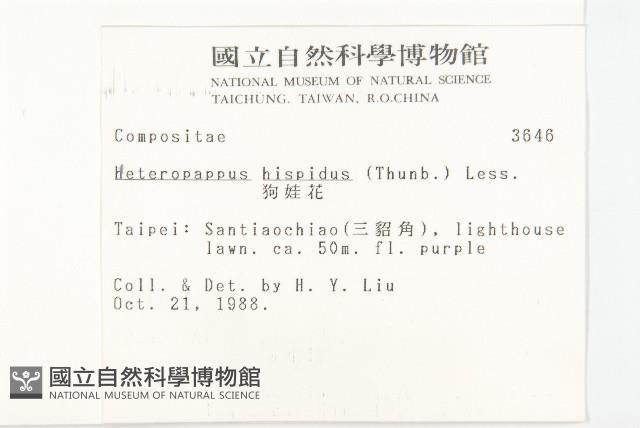 國立自然科學博物館
NATIONAL MUSEUM OF NATURAL SCIENCE
TAICHUNG. TAIWAN, R.O.CHINA
Compositae 3646
Heteropappus hispidus (Thunb.) Less.
狗娃花
Taipei: Santiaochiao(三貂角), lighthouse
lawn. ca. 50m. fl. purple
Coll. & Det. by H. Y. Liu
Oct. 21, 1988.
國立自然科學博物館
NATIONAL MUSEUM OF NATURAL SCIENCE